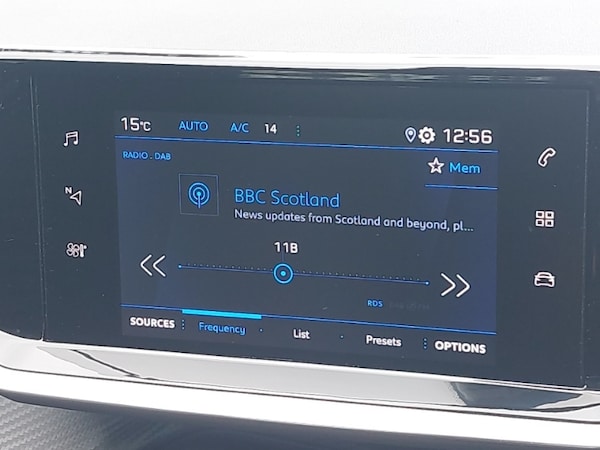 15°C AUTO A/C 14 12:56
RADIO . DAB
Mem
BBC Scotland
News updates from Scotland and beyond, pl...
11B
RDS
SOURCES Frequency List Presets OPTIONS
N